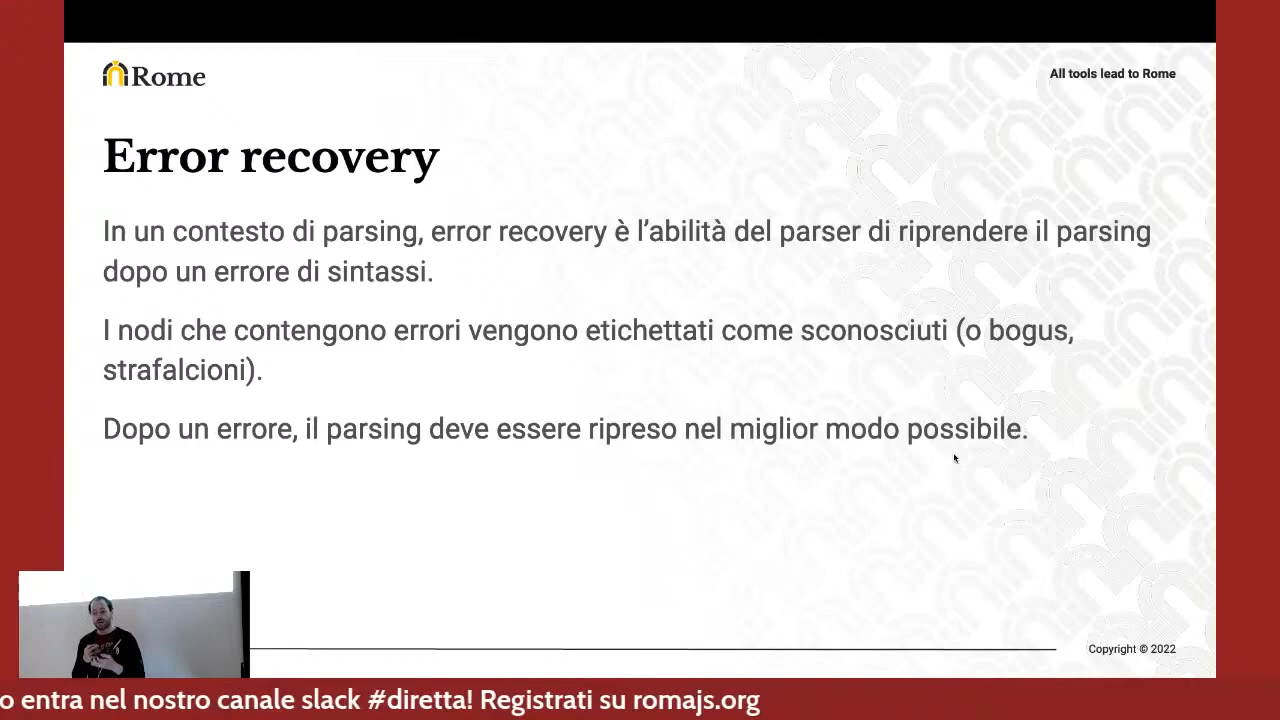 Rome
All tools lead to Rome
Error recovery
In un contesto di parsing, error recovery è l’abilità del parser di riprendere il parsing
dopo un errore di sintassi.
I nodi che contengono errori vengono etichettati come sconosciuti (o bogus,
strafalcioni).
Dopo un errore, il parsing deve essere ripreso nel miglior modo possibile.
Copyright © 2022
o entra nel nostro canale slack #diretta! Registrati su romajs.org